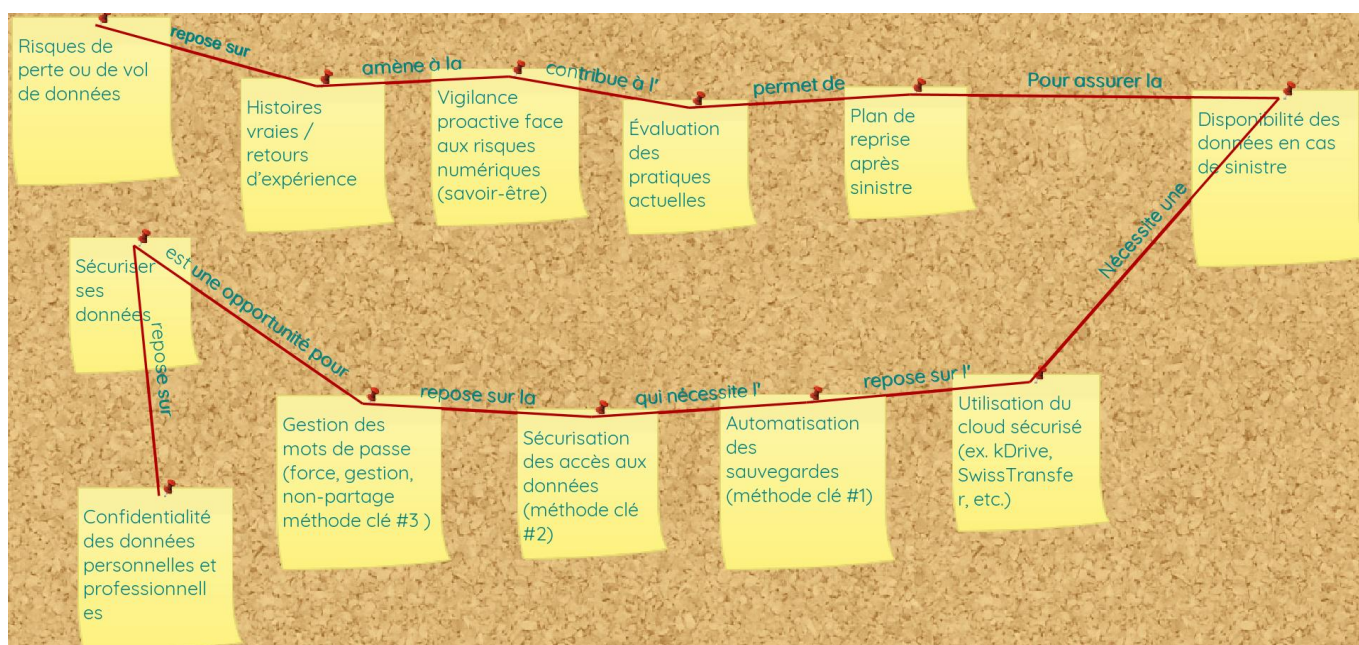 Risques de
perte ou de vol
de données
repose sur
Histoires
vraies /
retours
d'expérience
amène à la
Vigilance
proactive face
aux risques
numériques
(savoir-être)
contribue à l'
Évaluation
des
pratiques
actuelles
permet de
Plan de
reprise
après
sinistre
Pour assurer la
Disponibilité des
données en cas
de sinistre
Nécessite une
Utilisation du
cloud sécurisé
(ex. kDrive,
SwissTransfe
r, etc.)
repose sur l'
Automatisation
des
sauvegardes
(méthode clé #1)
qui nécessite l'
Sécurisation
des accès aux
données
(méthode clé
#2)
repose sur la
Gestion des
mots de passe
(force, gestion,
non-partage
méthode clé #3 )
est une opportunité pour
Sécuriser
ses
données
repose sur
Confidentialité
des données
personnelles et
professionnell
es